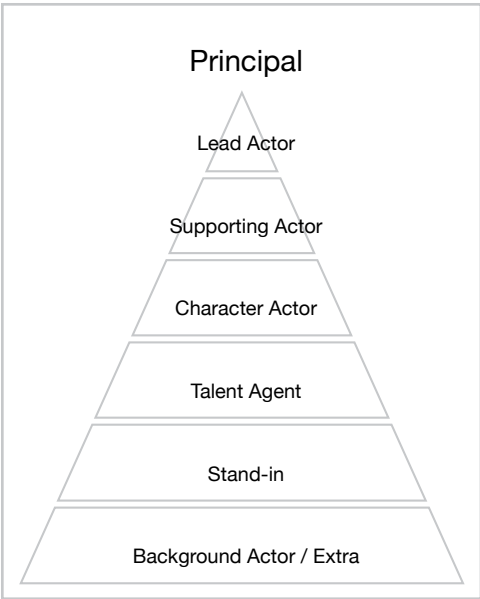 Principal
Lead Actor
Supporting Actor
Character Actor
Talent Agent
Stand-in
Background Actor / Extra